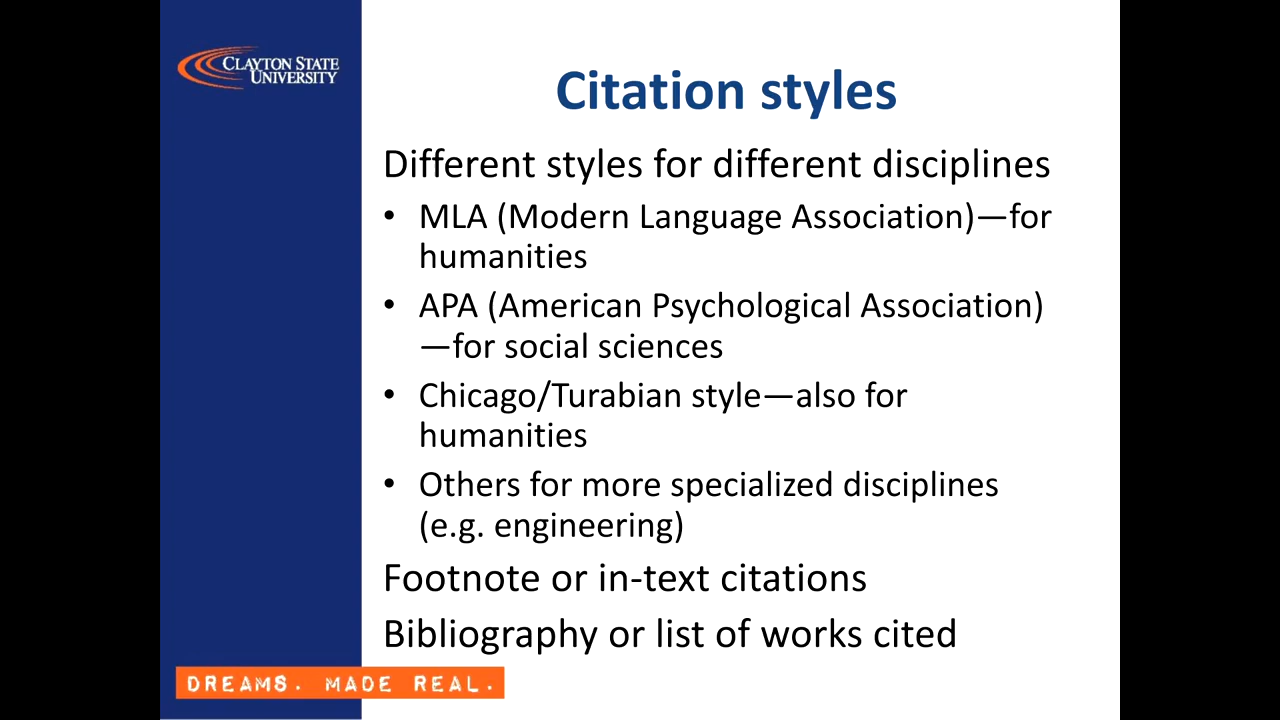 CLAYTON STATE
UNIVERSITY
Citation styles
Different styles for different disciplines
• MLA (Modern Language Association)—for
humanities
• APA (American Psychological Association)
—for social sciences
• Chicago/Turabian style—also for
humanities
• Others for more specialized disciplines
(e.g. engineering)
Footnote or in-text citations
Bibliography or list of works cited
DREAMS. MADE REAL.